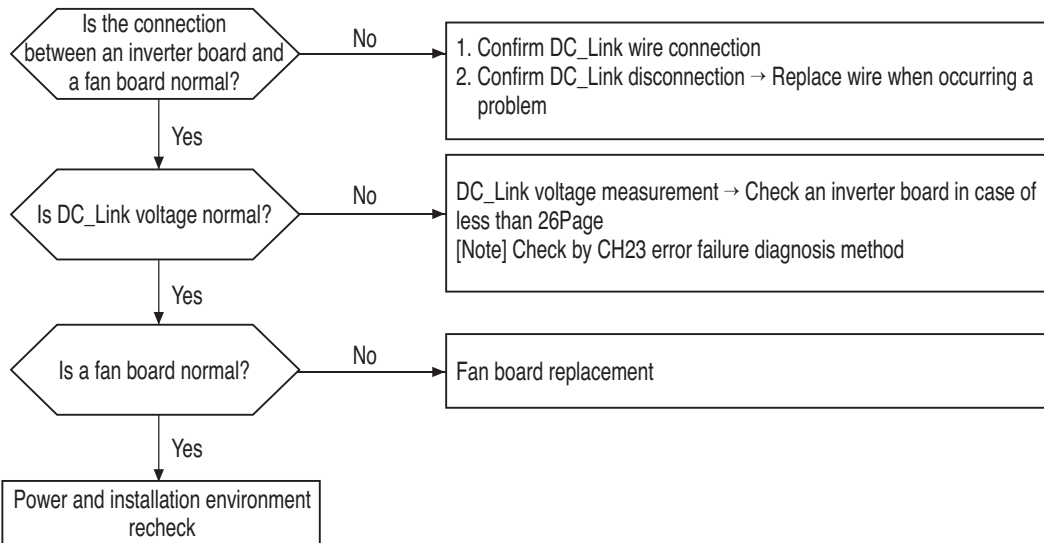 Is the connection
between an inverter board and
a fan board normal?
No
1. Confirm DC_Link wire connection
2. Confirm DC_Link disconnection → Replace wire when occurring a
problem
Yes
Is DC_Link voltage normal?
No
DC_Link voltage measurement → Check an inverter board in case of
less than 26Page
[Note] Check by CH23 error failure diagnosis method
Yes
Is a fan board normal?
No
Fan board replacement
Yes
Power and installation environment
recheck